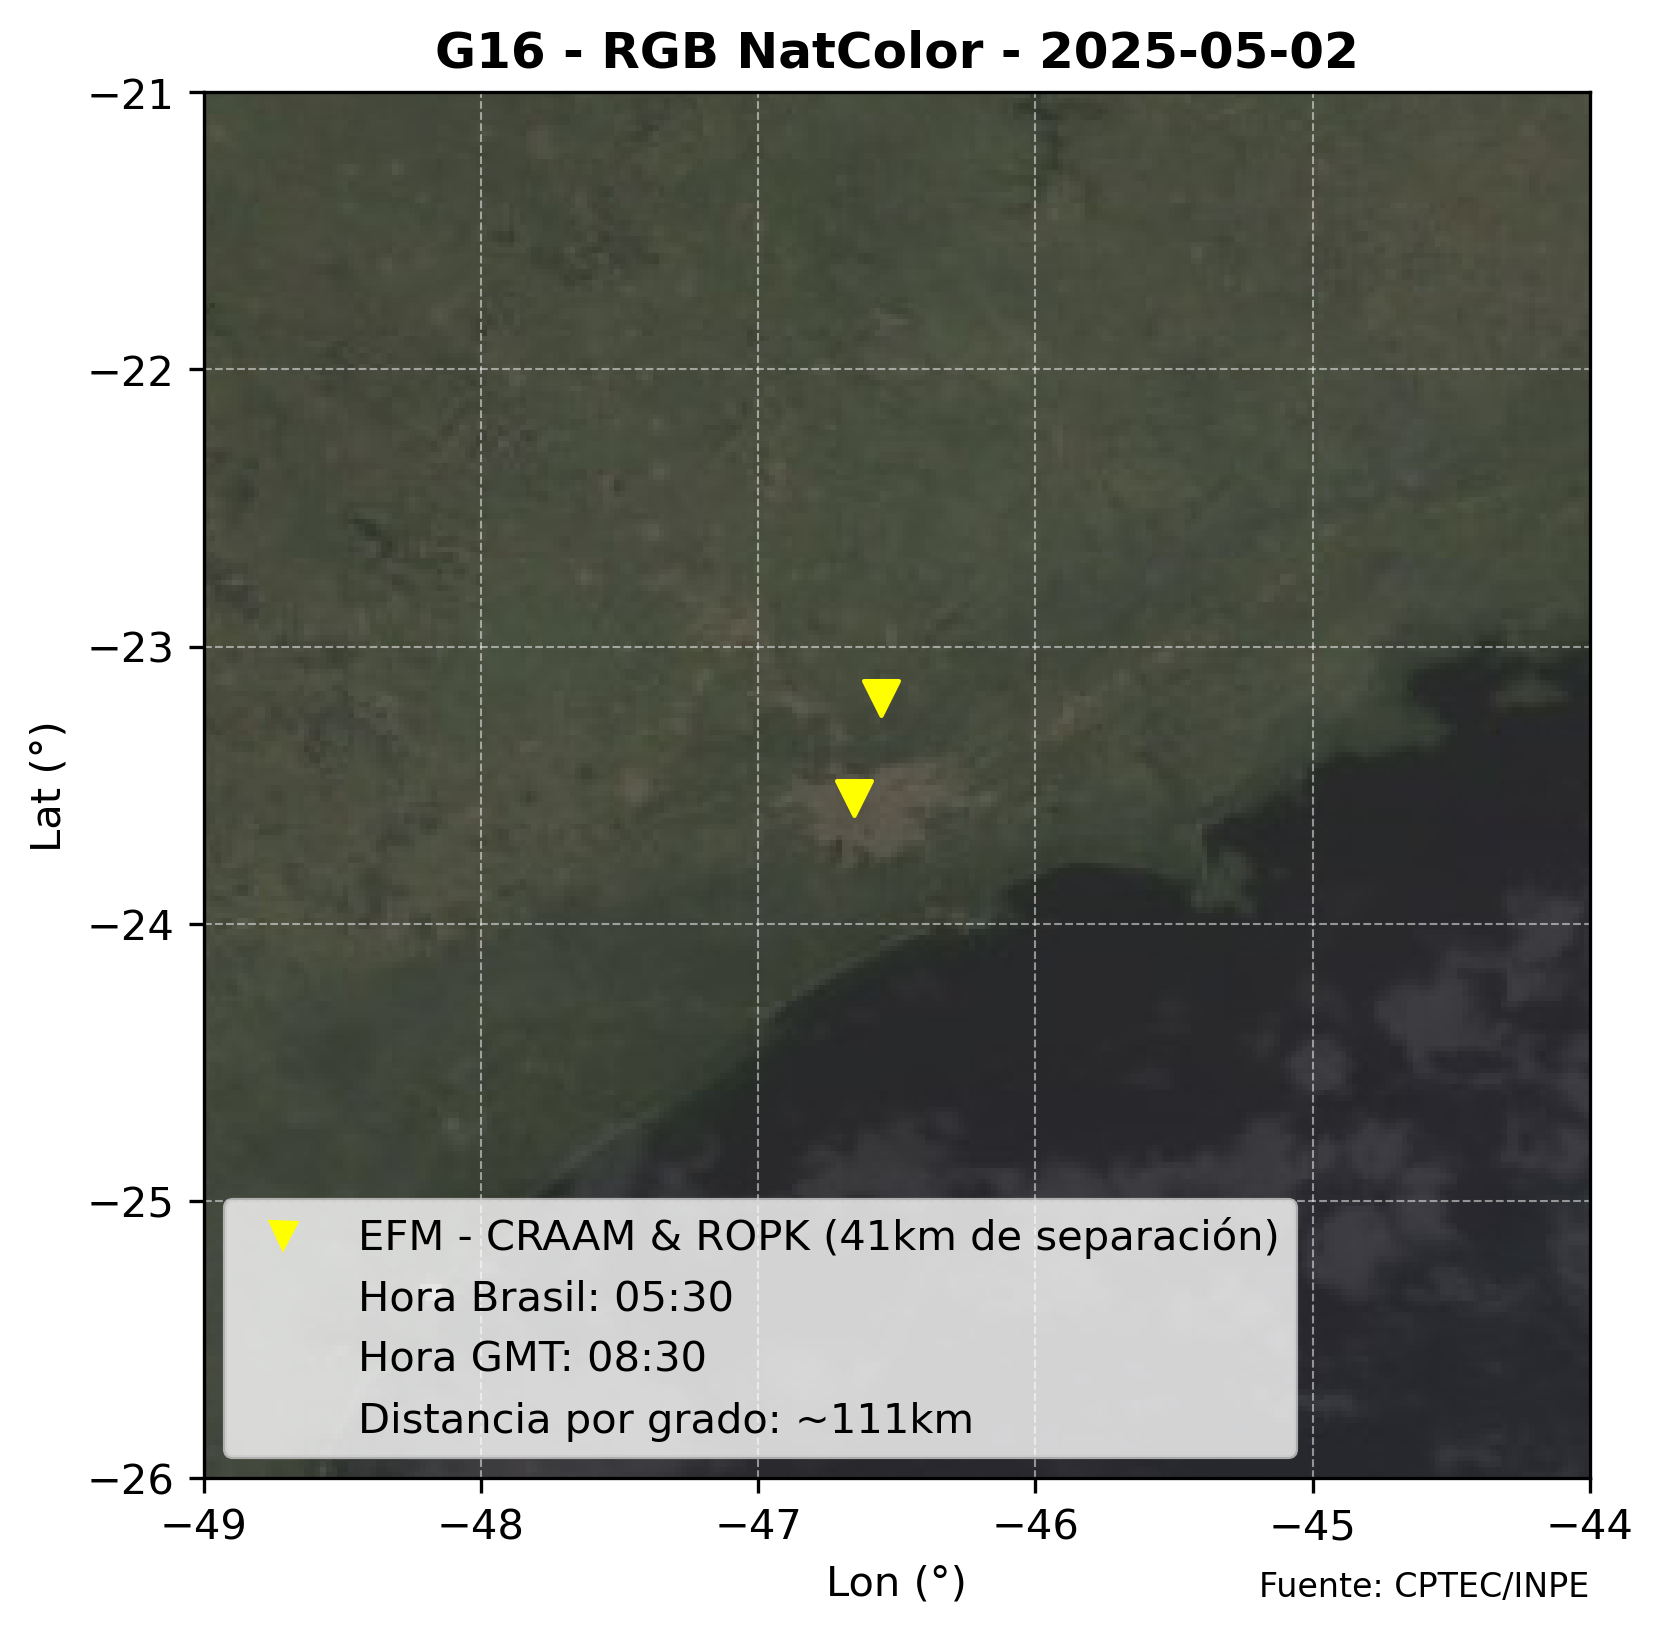 G16 - RGB NatColor - 2025-05-02
−21
−22
−23
−24
−25
−26
Lat (°)
EFM - CRAAM & ROPK (41km de separación)
Hora Brasil: 05:30
Hora GMT: 08:30
Distancia por grado: ~111km
−49 −48 −47 −46 −45 −44
Lon (°)
Fuente: CPTEC/INPE